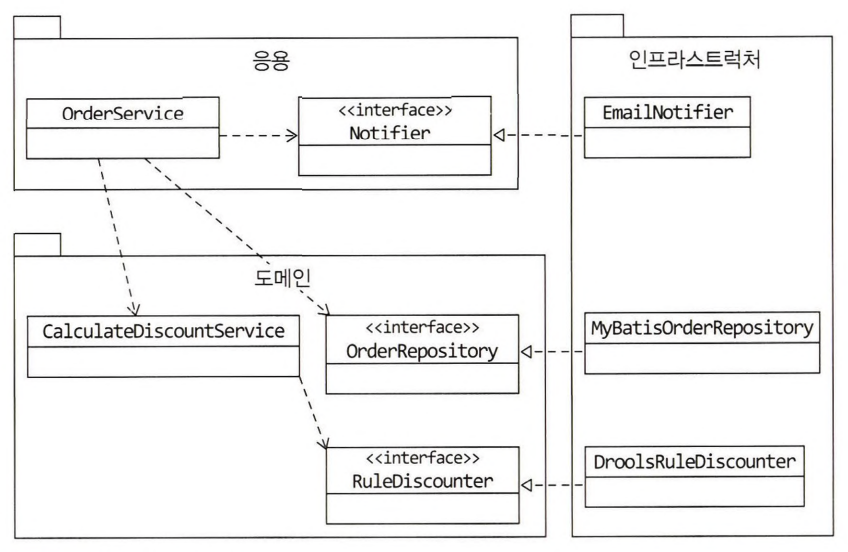 응용
OrderService
<<interface>>
Notifier
인프라스트럭처
EmailNotifier
도메인
CalculateDiscountService
<<interface>>
OrderRepository
MyBatisOrderRepository
<<interface>>
RuleDiscounter
DroolsRuleDiscounter